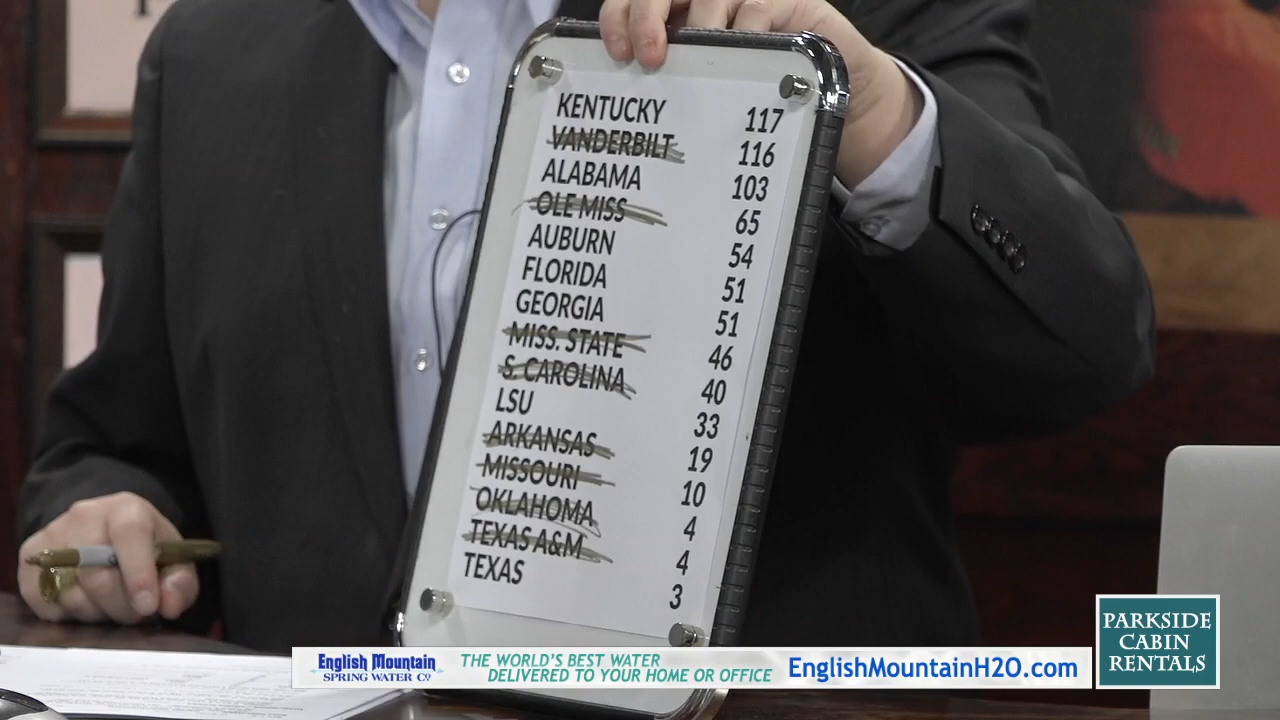 KENTUCKY 117
VANDERBILT 116
ALABAMA 103
OLE MISS 65
AUBURN 54
FLORIDA 51
GEORGIA 51
MISS. STATE 46
S. CAROLINA 40
LSU 33
ARKANSAS 19
MISSOURI 10
OKLAHOMA 4
TEXAS A&M 4
TEXAS 3
English Mountain
SPRING WATER CO
THE WORLD'S BEST WATER
DELIVERED TO YOUR HOME OR OFFICE
EnglishMountainH2O.com
PARKSIDE
CABIN
RENTALS